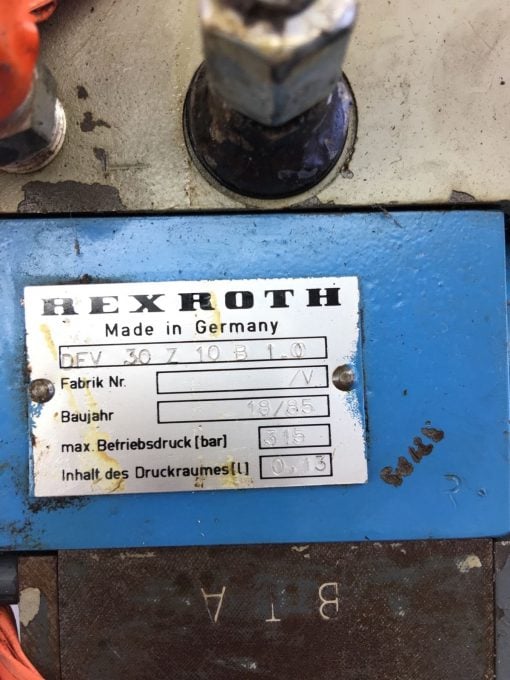 REXROTH
Made in Germany
DFV 30 Z 10 B 1.0
Fabrik Nr. /V
Baujahr 18/85
max. Betriebsdruck [bar] 315
Inhalt des Druckraumes [l] 0.13
P
B T A